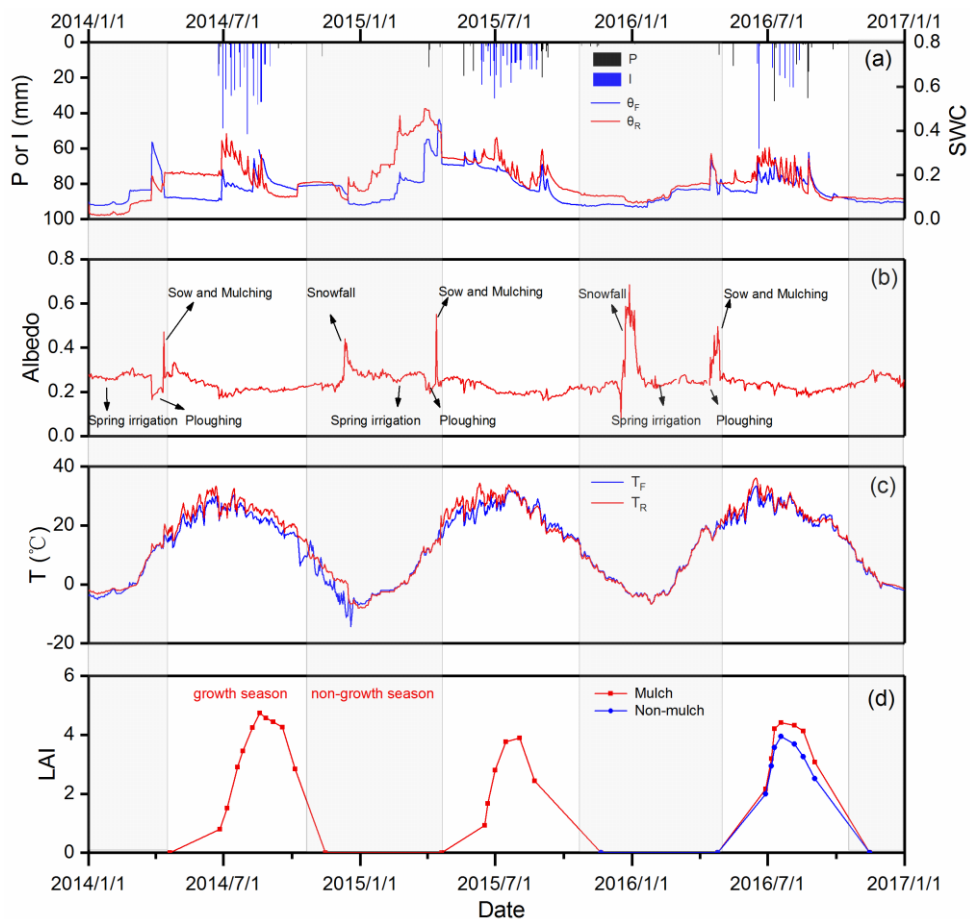 2014/1/1 2014/7/1 2015/1/1 2015/7/1 2016/1/1 2016/7/1 2017/1/1
0 20 40 60 80 100
P or I (mm)
0.8 0.6 0.4 0.2 0.0
SWC
(a)
P
I
θF
θR
0.8 0.6 0.4 0.2 0.0
Albedo
(b)
Sow and Mulching
Snowfall
Sow and Mulching
Snowfall
Sow and Mulching
Spring irrigation
Ploughing
Spring irrigation
Ploughing
Spring irrigation
Ploughing
40 20 0 -20
T (℃)
(c)
TF
TR
6 4 2 0
LAI
(d)
growth season
non-growth season
Mulch
Non-mulch
2014/1/1 2014/7/1 2015/1/1 2015/7/1 2016/1/1 2016/7/1 2017/1/1
Date